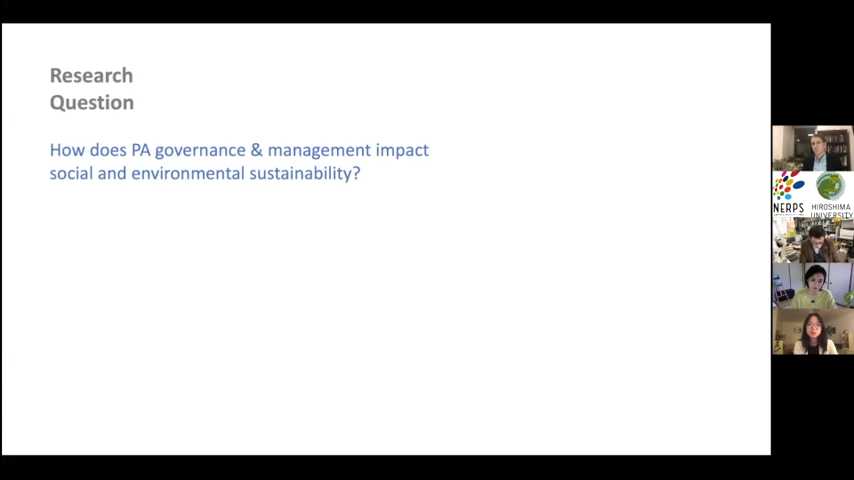 Research
Question
How does PA governance & management impact
social and environmental sustainability?
NERPS
HIROSHIMA
UNIVERSITY